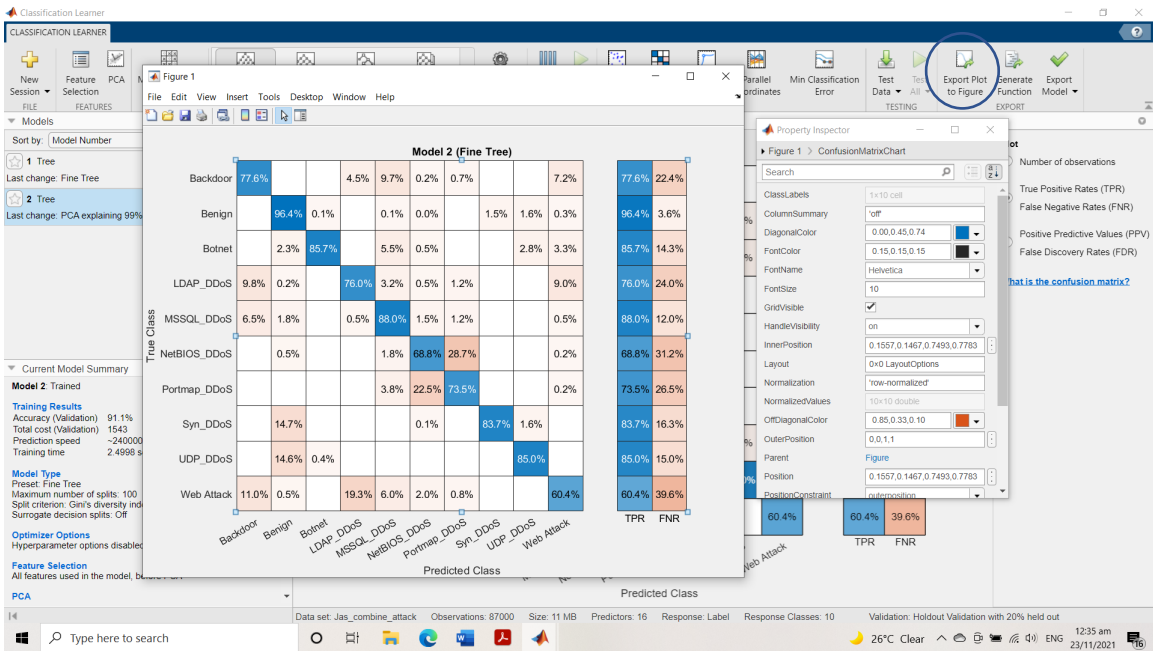 Classification Learner
CLASSIFICATION LEARNER
New Session
Feature Selection
PCA
Parallel
Min Classification Error
Test Data
Test All
Export Plot to Figure
Generate Function
Export Model
FILE
FEATURES
TESTING
EXPORT
Models
Sort by: Model Number
1 Tree
Last change: Fine Tree
2 Tree
Last change: PCA explaining 99%
Current Model Summary
Model 2: Trained
Training Results
Accuracy (Validation) 91.1%
Total cost (Validation) 1543
Prediction speed ~240000
Training time 2.4998 s
Model Type
Preset: Fine Tree
Maximum number of splits: 100
Split criterion: Gini's diversity
Surrogate decision splits: Off
Optimizer Options
Hyperparameter options disabled
Feature Selection
All features used in the model,
PCA
Figure 1
File Edit View Insert Tools Desktop Window Help
Model 2 (Fine Tree)
True Class
Backdoor 77.6% 4.5% 9.7% 0.2% 0.7% 7.2% 77.6% 22.4%
Benign 96.4% 0.1% 0.1% 0.0% 1.5% 1.6% 0.3% 96.4% 3.6%
Botnet 2.3% 85.7% 5.5% 0.5% 2.8% 3.3% 85.7% 14.3%
LDAP_DDoS 9.8% 0.2% 76.0% 3.2% 0.5% 1.2% 9.0% 76.0% 24.0%
MSSQL_DDoS 6.5% 1.8% 0.5% 88.0% 1.5% 1.2% 0.5% 88.0% 12.0%
NetBIOS_DDoS 0.5% 1.8% 68.8% 28.7% 0.2% 68.8% 31.2%
Portmap_DDoS 3.8% 22.5% 73.5% 0.2% 73.5% 26.5%
Syn_DDoS 14.7% 0.1% 83.7% 1.6% 83.7% 16.3%
UDP_DDoS 14.6% 0.4% 85.0% 85.0% 15.0%
Web Attack 11.0% 0.5% 19.3% 6.0% 2.0% 0.8% 60.4% 60.4% 39.6%
Backdoor Benign Botnet LDAP_DDoS MSSQL_DDoS NetBIOS_DDoS Portmap_DDoS Syn_DDoS UDP_DDoS Web Attack TPR FNR
Predicted Class
Property Inspector
Figure 1 > ConfusionMatrixChart
Search
ClassLabels 1×10 cell
ColumnSummary 'off'
DiagonalColor 0.00,0.45,0.74
FontColor 0.15,0.15,0.15
FontName Helvetica
FontSize 10
GridVisible
HandleVisibility on
InnerPosition 0.1557,0.1467,0.7493,0.7783
Layout 0×0 LayoutOptions
Normalization 'row-normalized'
NormalizedValues 10×10 double
OffDiagonalColor 0.85,0.33,0.10
OuterPosition 0,0,1,1
Parent Figure
Position 0.1557,0.1467,0.7493,0.7783
PositionConstraint outerposition
Number of observations
True Positive Rates (TPR)
False Negative Rates (FNR)
Positive Predictive Values (PPV)
False Discovery Rates (FDR)
is the confusion matrix?
60.4% 60.4% 39.6%
TPR FNR
Web Attack
Predicted Class
Data set: Jas_combine_attack Observations: 87000 Size: 11 MB Predictors: 16 Response: Label Response Classes: 10 Validation: Holdout Validation with 20% held out
Type here to search
26°C Clear
ENG
12:35 am
23/11/2021
16